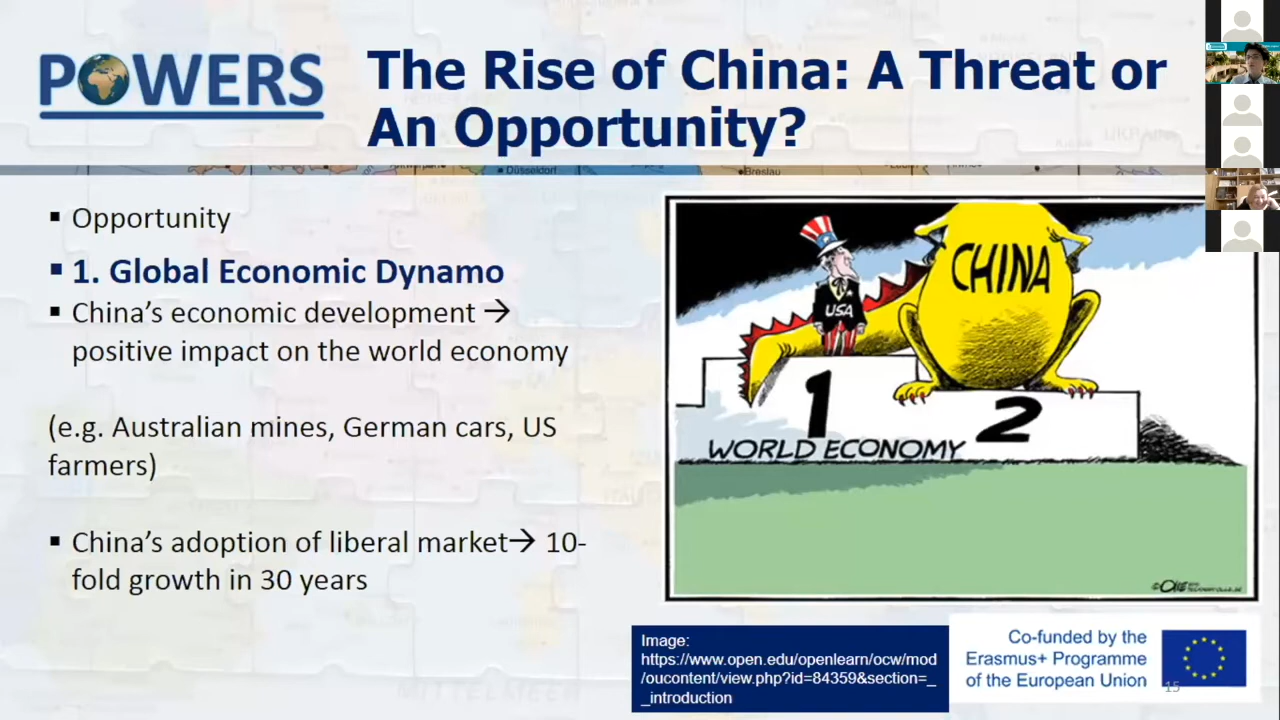 POWERS
The Rise of China: A Threat or
An Opportunity?
Düsseldorf
Breslau
▪ Opportunity
▪ 1. Global Economic Dynamo
▪ China’s economic development →
positive impact on the world economy
(e.g. Australian mines, German cars, US
farmers)
▪ China’s adoption of liberal market→ 10-
fold growth in 30 years
CHINA
USA
1
2
WORLD ECONOMY
Image:
https://www.open.edu/openlearn/ocw/mod
/oucontent/view.php?id=84359&section=_
_introduction
Co-funded by the
Erasmus+ Programme
of the European Union
15